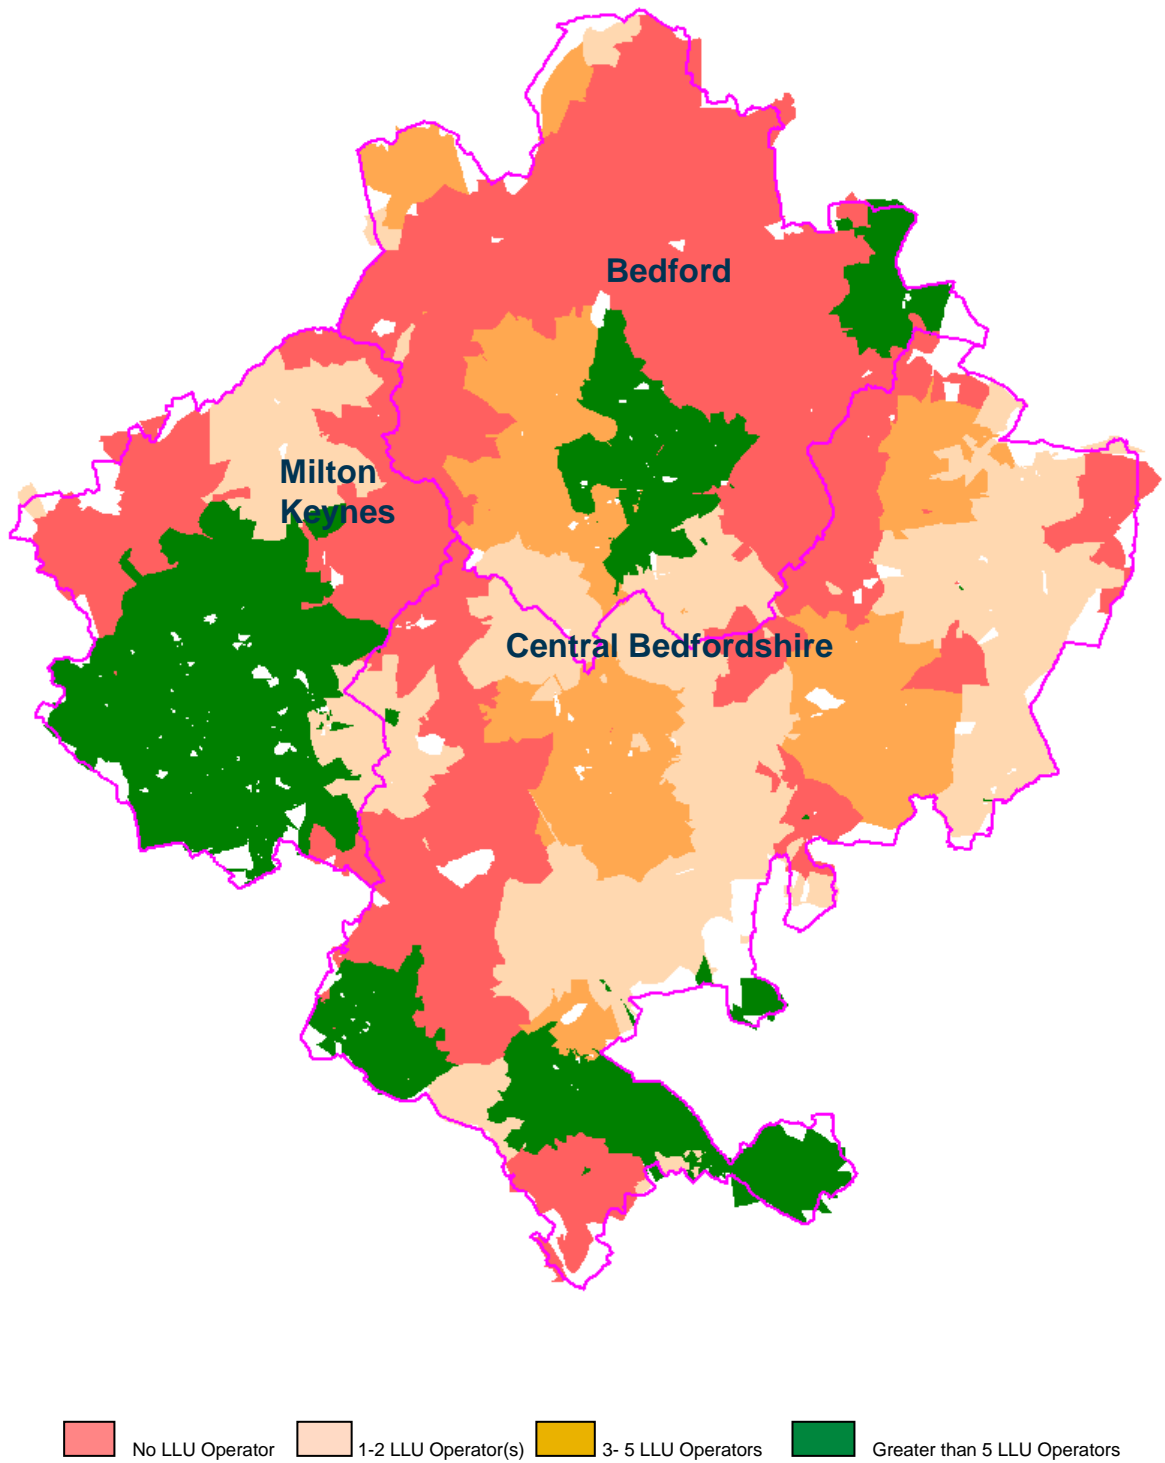 Bedford
Milton
Keynes
Central Bedfordshire
No LLU Operator
1-2 LLU Operator(s)
3- 5 LLU Operators
Greater than 5 LLU Operators